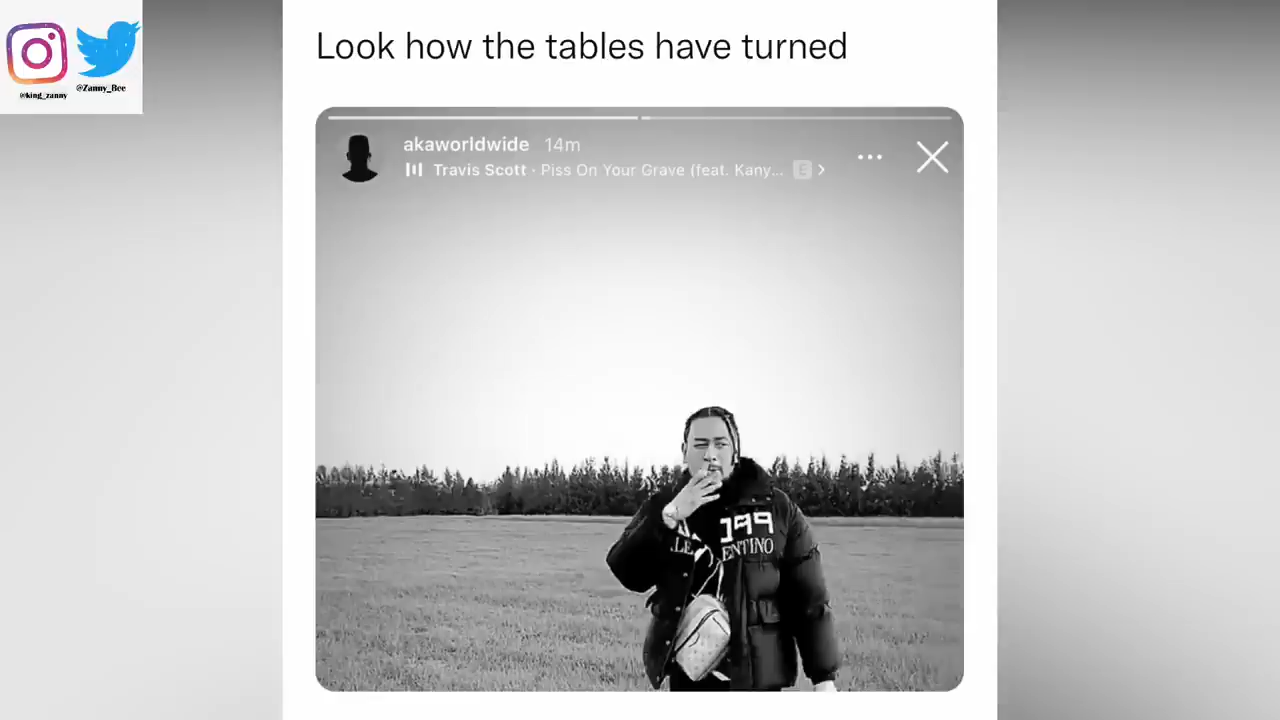 Look how the tables have turned
@king_zanny
@Zanny_Bee
akaworldwide 14m
Travis Scott · Piss On Your Grave (feat. Kany... E
199
ENTINO